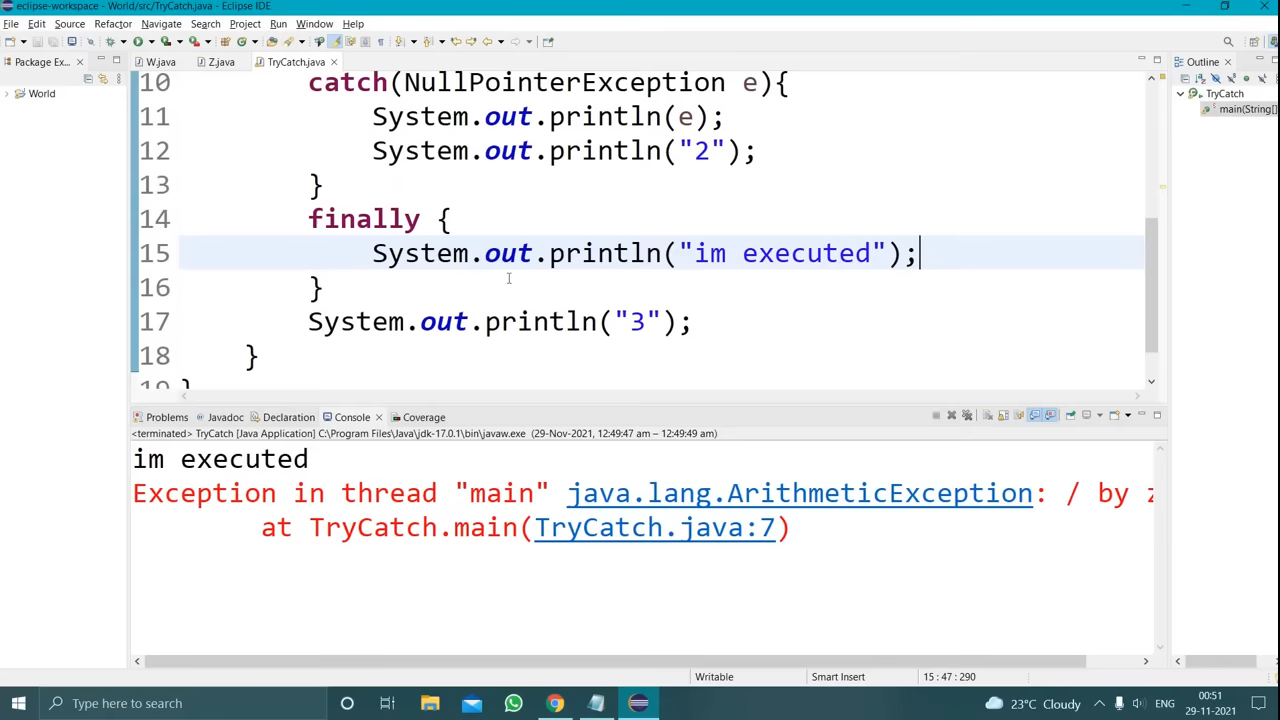 eclipse-workspace - World/src/TryCatch.java - Eclipse IDE
File Edit Source Refactor Navigate Search Project Run Window Help
Package Ex...
W.java
Z.java
TryCatch.java
Outline
World
TryCatch
main(String[]
10 catch(NullPointerException e){
11 System.out.println(e);
12 System.out.println("2");
13 }
14 finally {
15 System.out.println("im executed");
16 }
17 System.out.println("3");
18 }
19 }
Problems Javadoc Declaration Console Coverage
<terminated> TryCatch [Java Application] C:\Program Files\Java\jdk-17.0.1\bin\javaw.exe (29-Nov-2021, 12:49:47 am – 12:49:49 am)
im executed
Exception in thread "main" java.lang.ArithmeticException: / by z
at TryCatch.main(TryCatch.java:7)
Writable Smart Insert 15 : 47 : 290
Type here to search
23°C Cloudy
ENG
00:51
29-11-2021